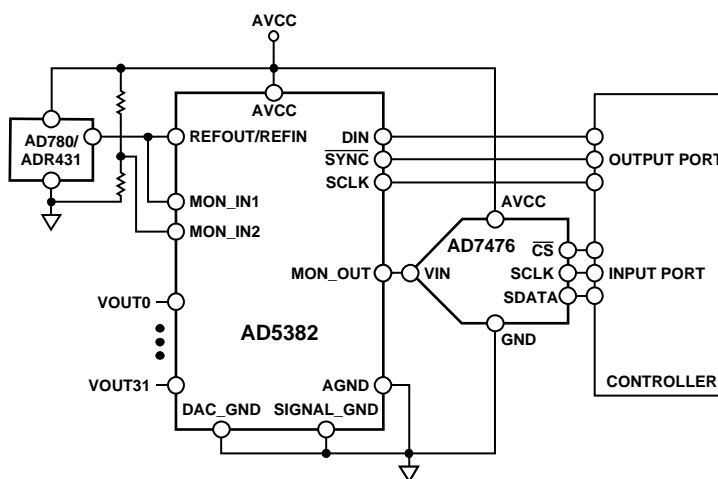 AVCC
AVCC
AD780/
ADR431
REFOUT/REFIN
DIN
SYNC
OUTPUT PORT
SCLK
MON_IN1
AVCC
MON_IN2
AD7476
CS
MON_OUT
VIN
SCLK
INPUT PORT
SDATA
VOUT0
AD5382
GND
VOUT31
AGND
CONTROLLER
DAC_GND
SIGNAL_GND